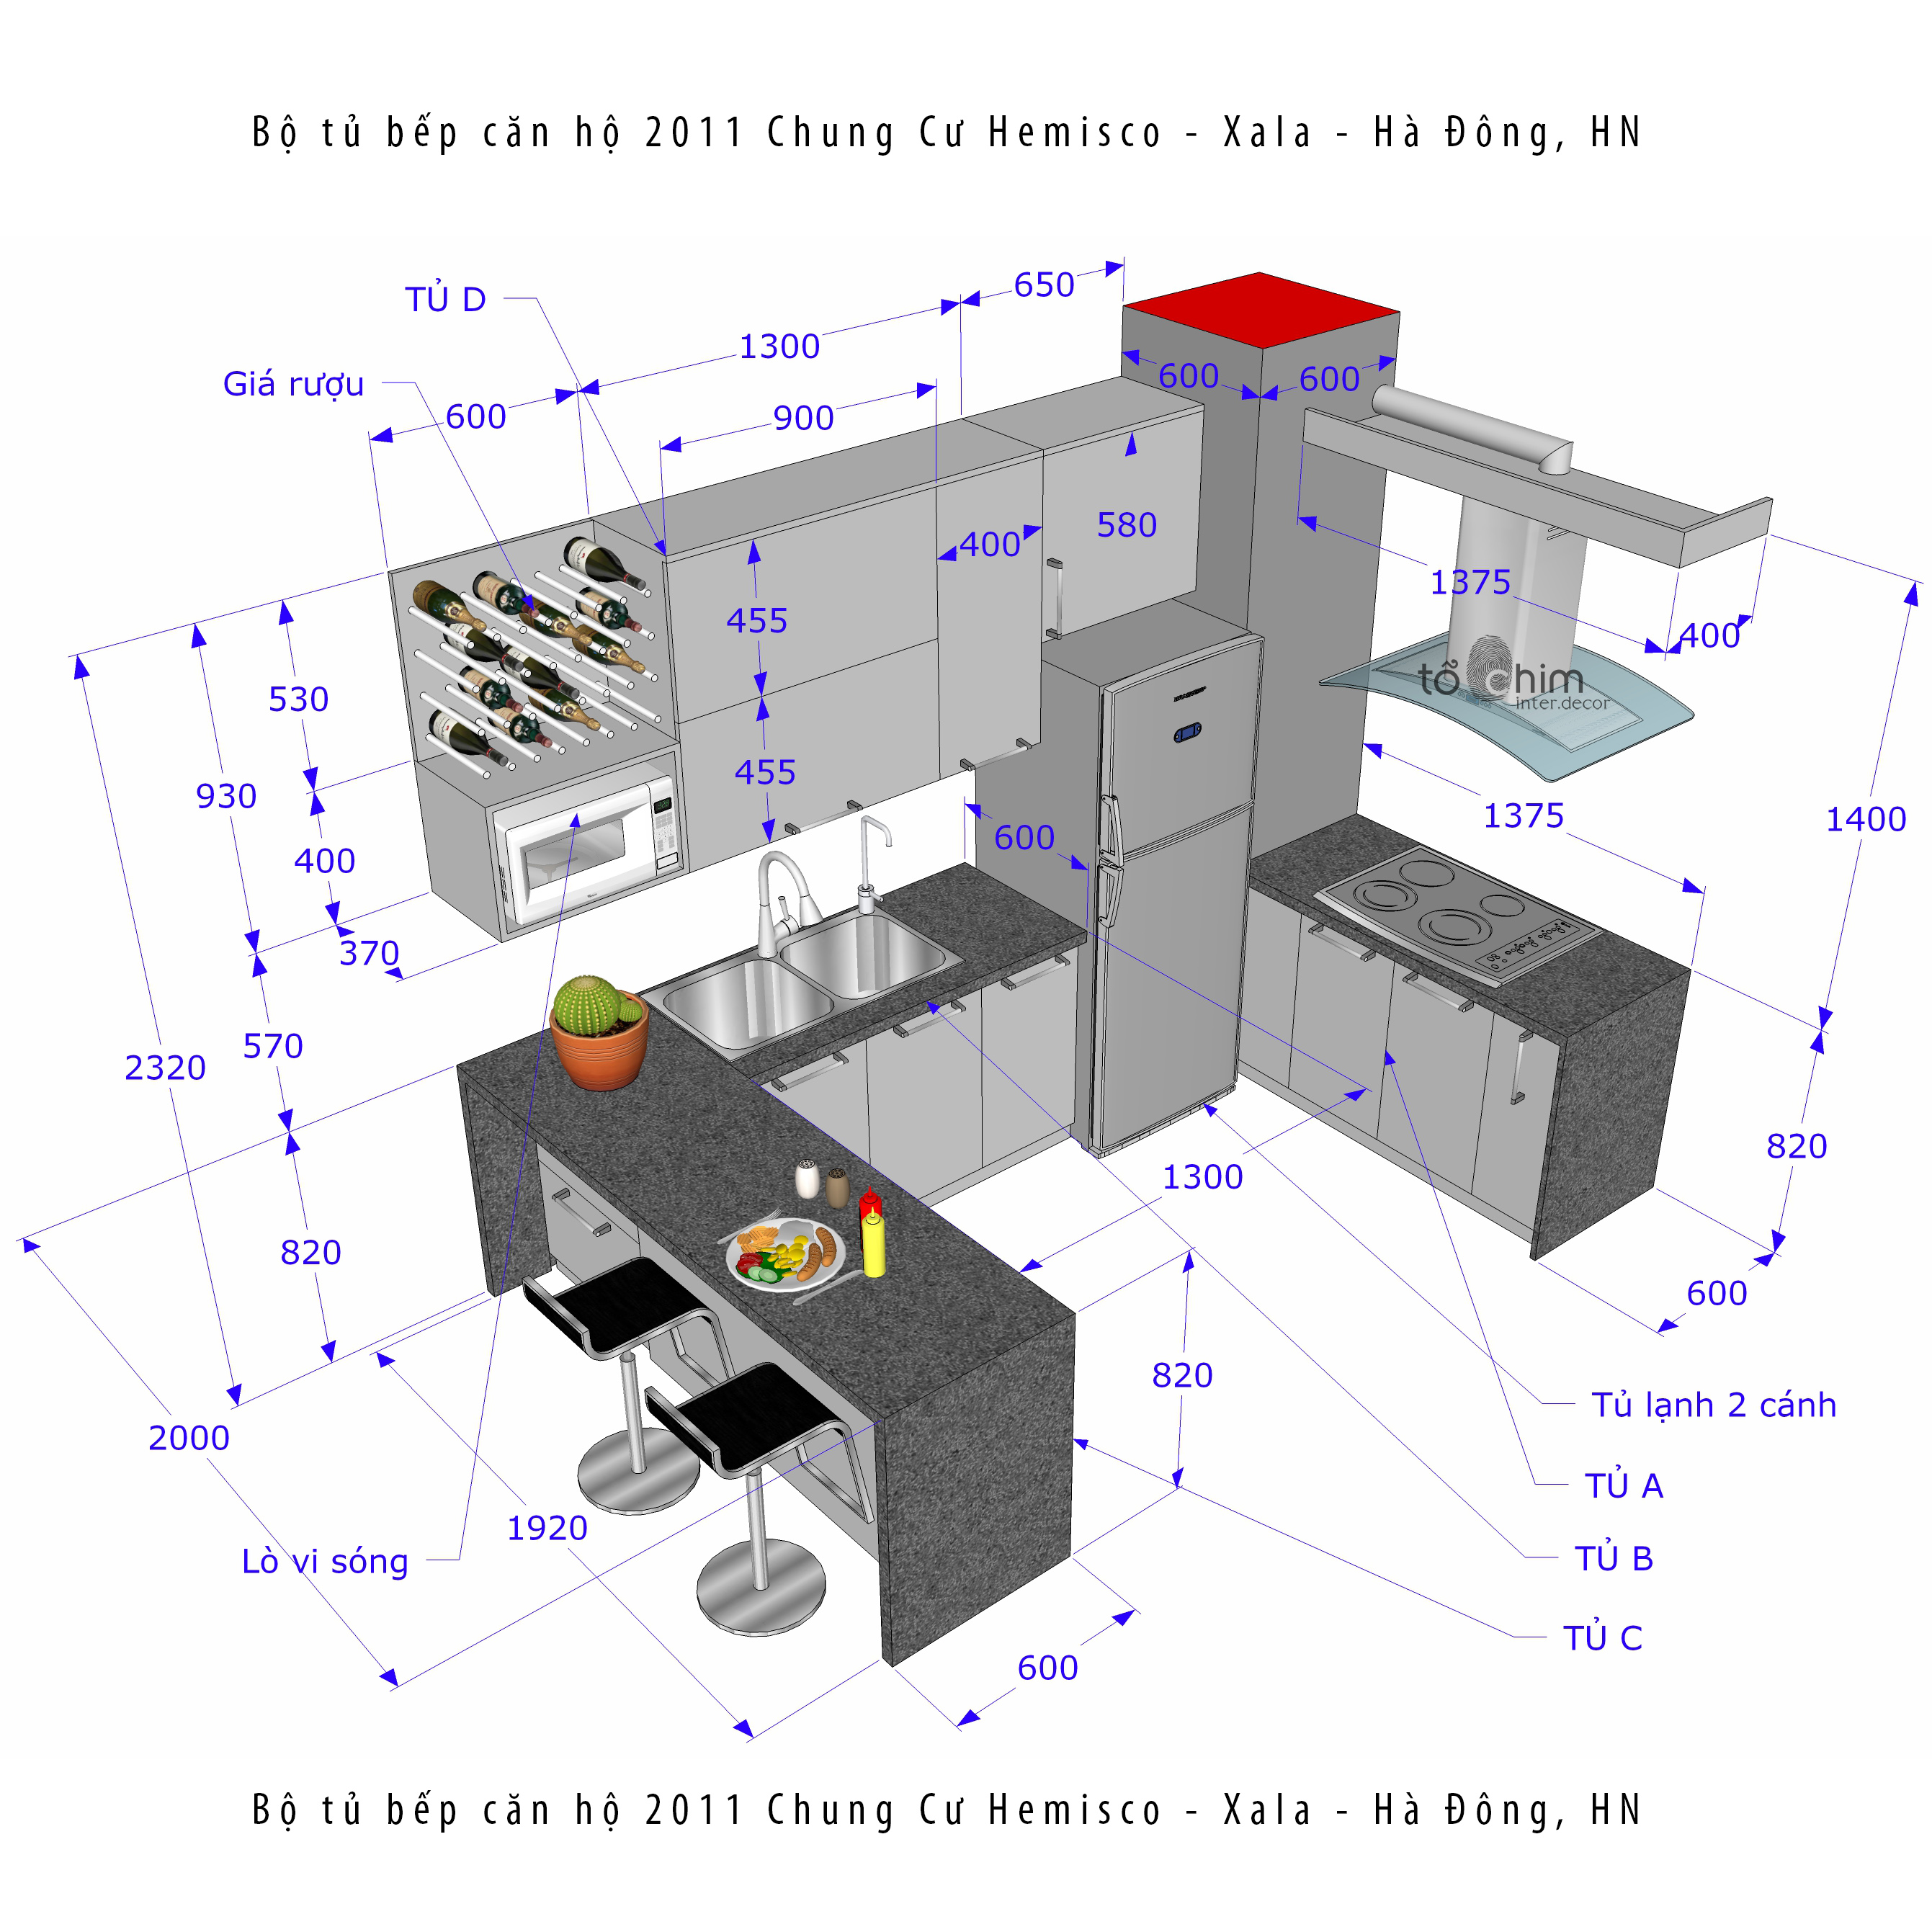 Bộ tủ bếp căn hộ 2011 Chung Cư Hemisco - Xala - Hà Đông, HN
650
TỦ D
1300
600
600
Giá rượu
600
900
580
400
1375
455
400
tổ chim
inter.decor
530
455
930
1375
1400
600
400
370
570
2320
820
1300
820
600
820
Tủ lạnh 2 cánh
2000
TỦ A
1920
TỦ B
Lò vi sóng
TỦ C
600
Bộ tủ bếp căn hộ 2011 Chung Cư Hemisco - Xala - Hà Đông, HN